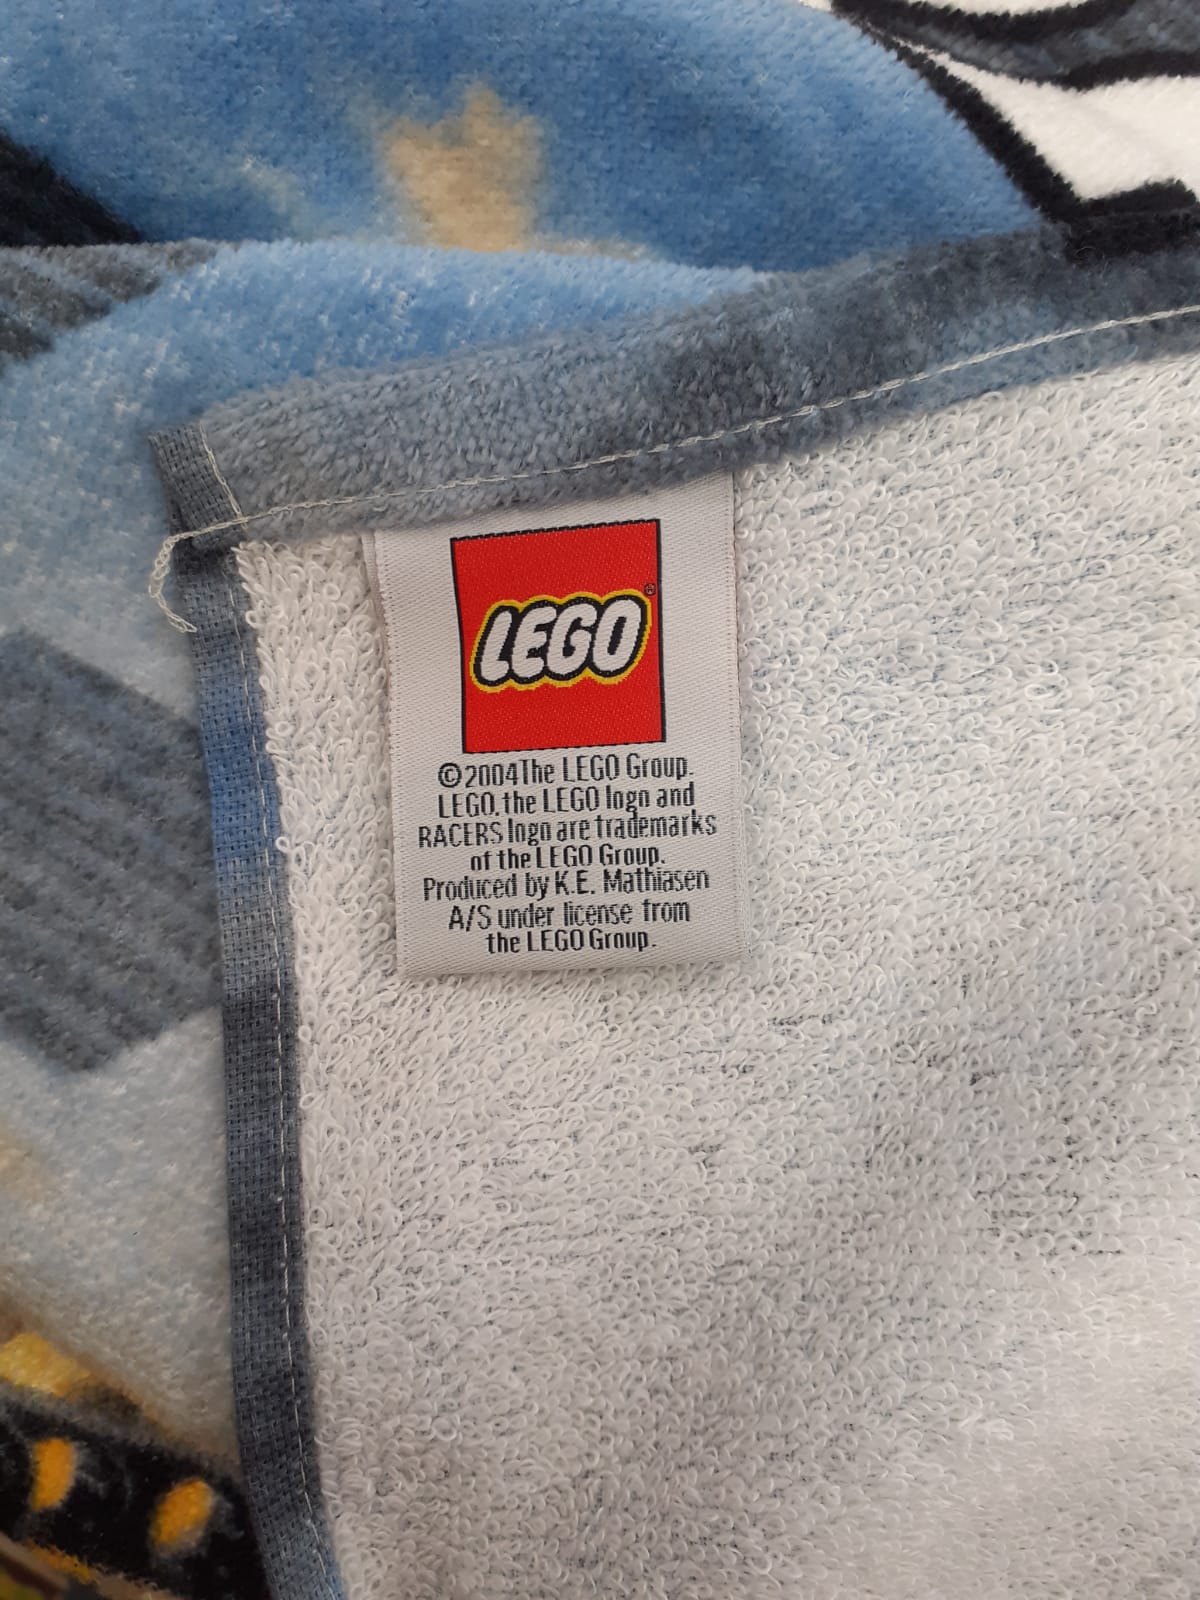 LEGO®
©2004The LEGO Group.
LEGO, the LEGO logo and
RACERS logo are trademarks
of the LEGO Group.
Produced by K.E. Mathiasen
A/S under license from
the LEGO Group.